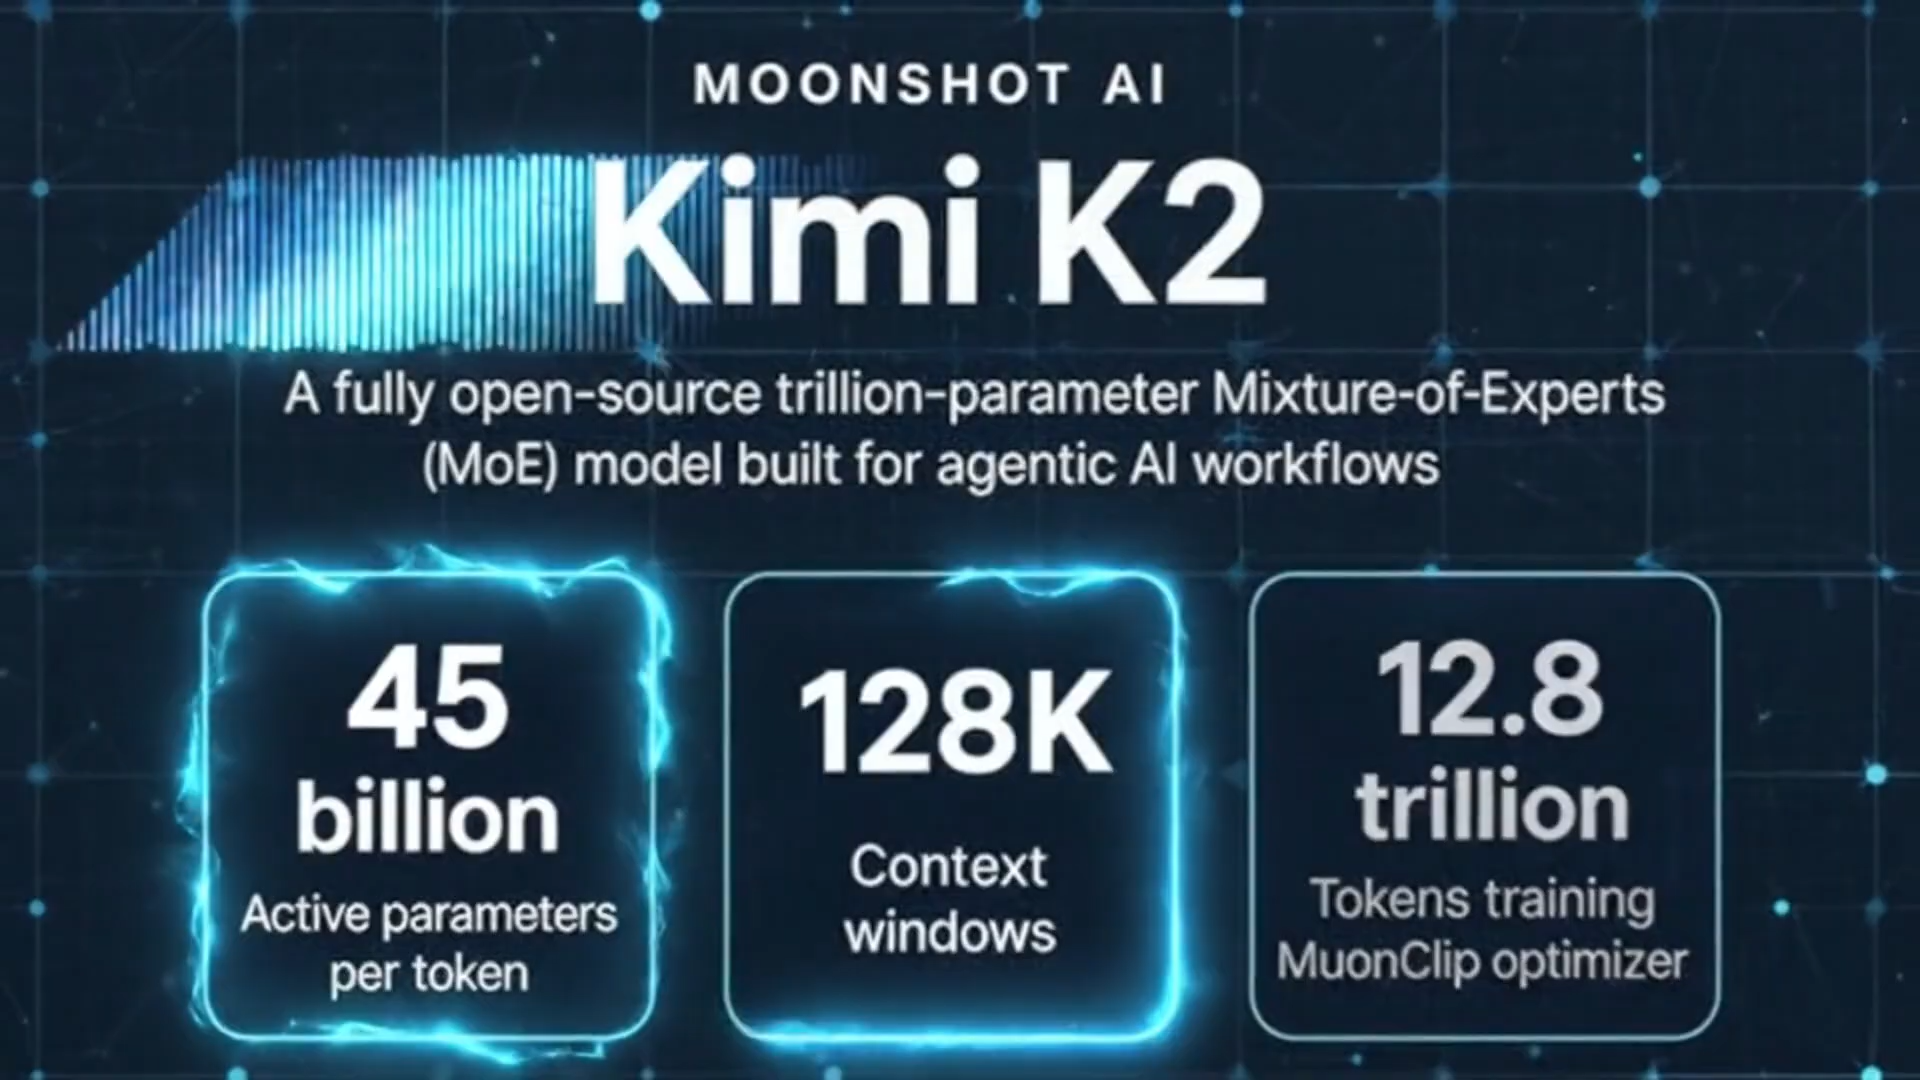 MOONSHOT AI
Kimi K2
A fully open-source trillion-parameter Mixture-of-Experts
(MoE) model built for agentic AI workflows
45
billion
Active parameters
per token
128K
Context
windows
12.8
trillion
Tokens training
MuonClip optimizer